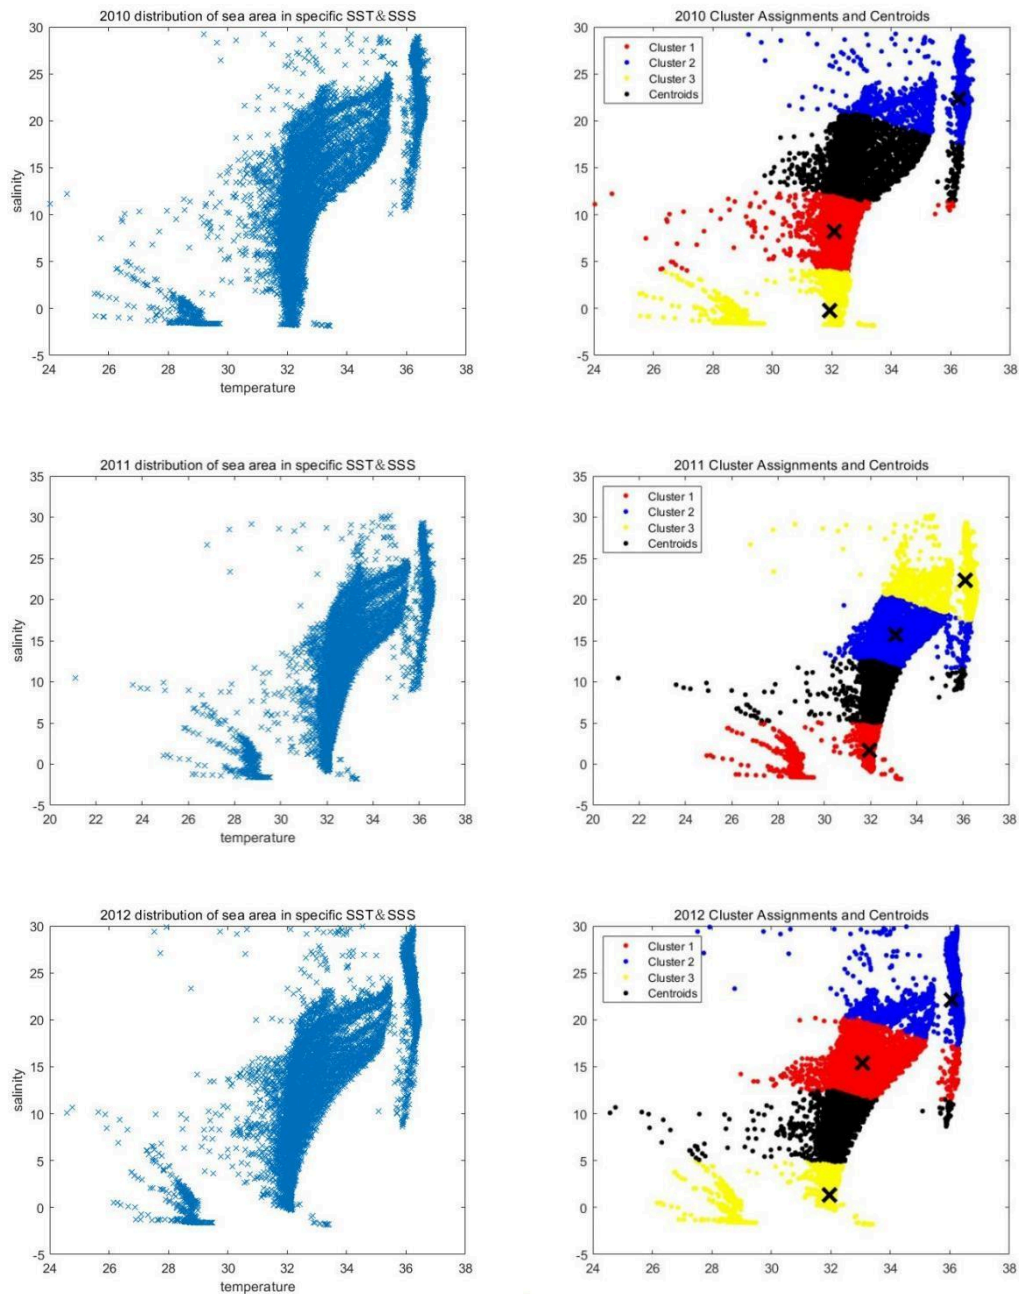 2010 distribution of sea area in specific SST&SSS
30
25
20
15
10
5
0
-5
salinity
24 26 28 30 32 34 36 38
temperature
2010 Cluster Assignments and Centroids
Cluster 1
Cluster 2
Cluster 3
Centroids
30
25
20
15
10
5
0
-5
24 26 28 30 32 34 36 38
2011 distribution of sea area in specific SST&SSS
35
30
25
20
15
10
5
0
-5
salinity
20 22 24 26 28 30 32 34 36 38
temperature
2011 Cluster Assignments and Centroids
Cluster 1
Cluster 2
Cluster 3
Centroids
35
30
25
20
15
10
5
0
-5
20 22 24 26 28 30 32 34 36 38
2012 distribution of sea area in specific SST&SSS
30
25
20
15
10
5
0
-5
salinity
24 26 28 30 32 34 36 38
temperature
2012 Cluster Assignments and Centroids
Cluster 1
Cluster 2
Cluster 3
Centroids
30
25
20
15
10
5
0
-5
24 26 28 30 32 34 36 38